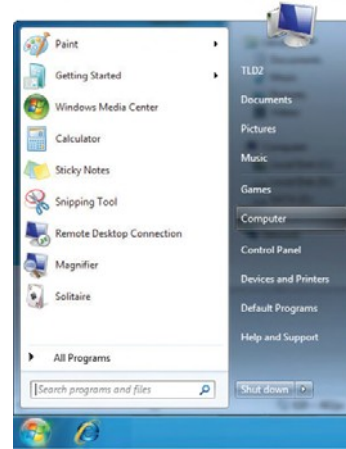 Paint
Getting Started
Windows Media Center
Calculator
Sticky Notes
Snipping Tool
Remote Desktop Connection
Magnifier
Solitaire
All Programs
Search programs and files
TLD2
Documents
Pictures
Music
Games
Computer
Control Panel
Devices and Printers
Default Programs
Help and Support
Shut down